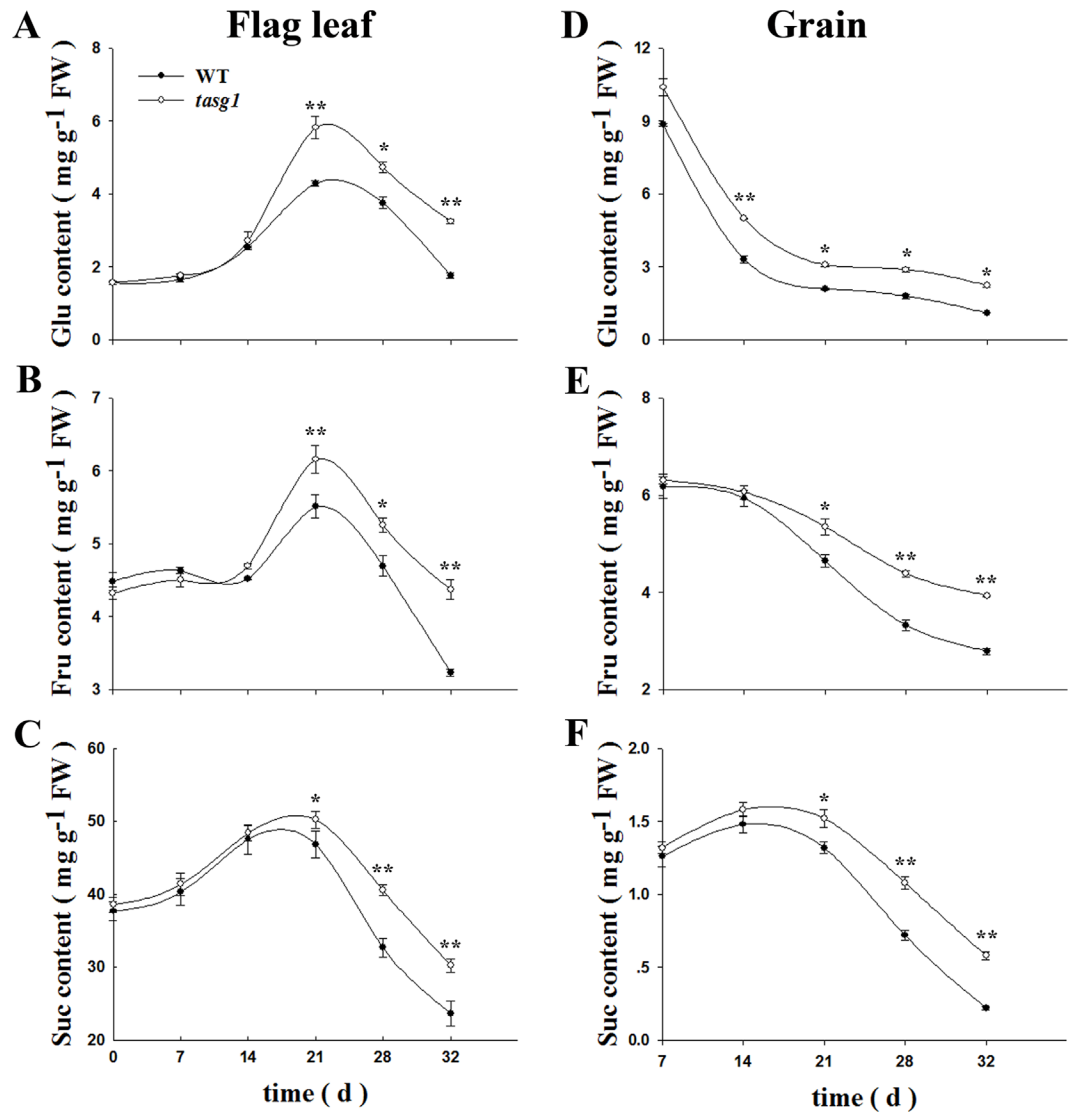 A Flag leaf D Grain
Glu content ( mg g-1 FW)
8
6
4
2
0
WT
tasg1
**
*
**
Glu content ( mg g-1 FW)
12
9
6
3
0
**
*
*
*
B
Fru content ( mg g-1 FW)
7
6
5
4
3
**
*
**
E
Fru content ( mg g-1 FW)
8
6
4
2
*
**
**
C
Suc content ( mg g-1 FW)
60
50
40
30
20
*
**
**
0 7 14 21 28 32
time ( d )
F
Suc content ( mg g-1 FW)
2.0
1.5
1.0
.5
0.0
*
**
**
7 14 21 28 32
time ( d )